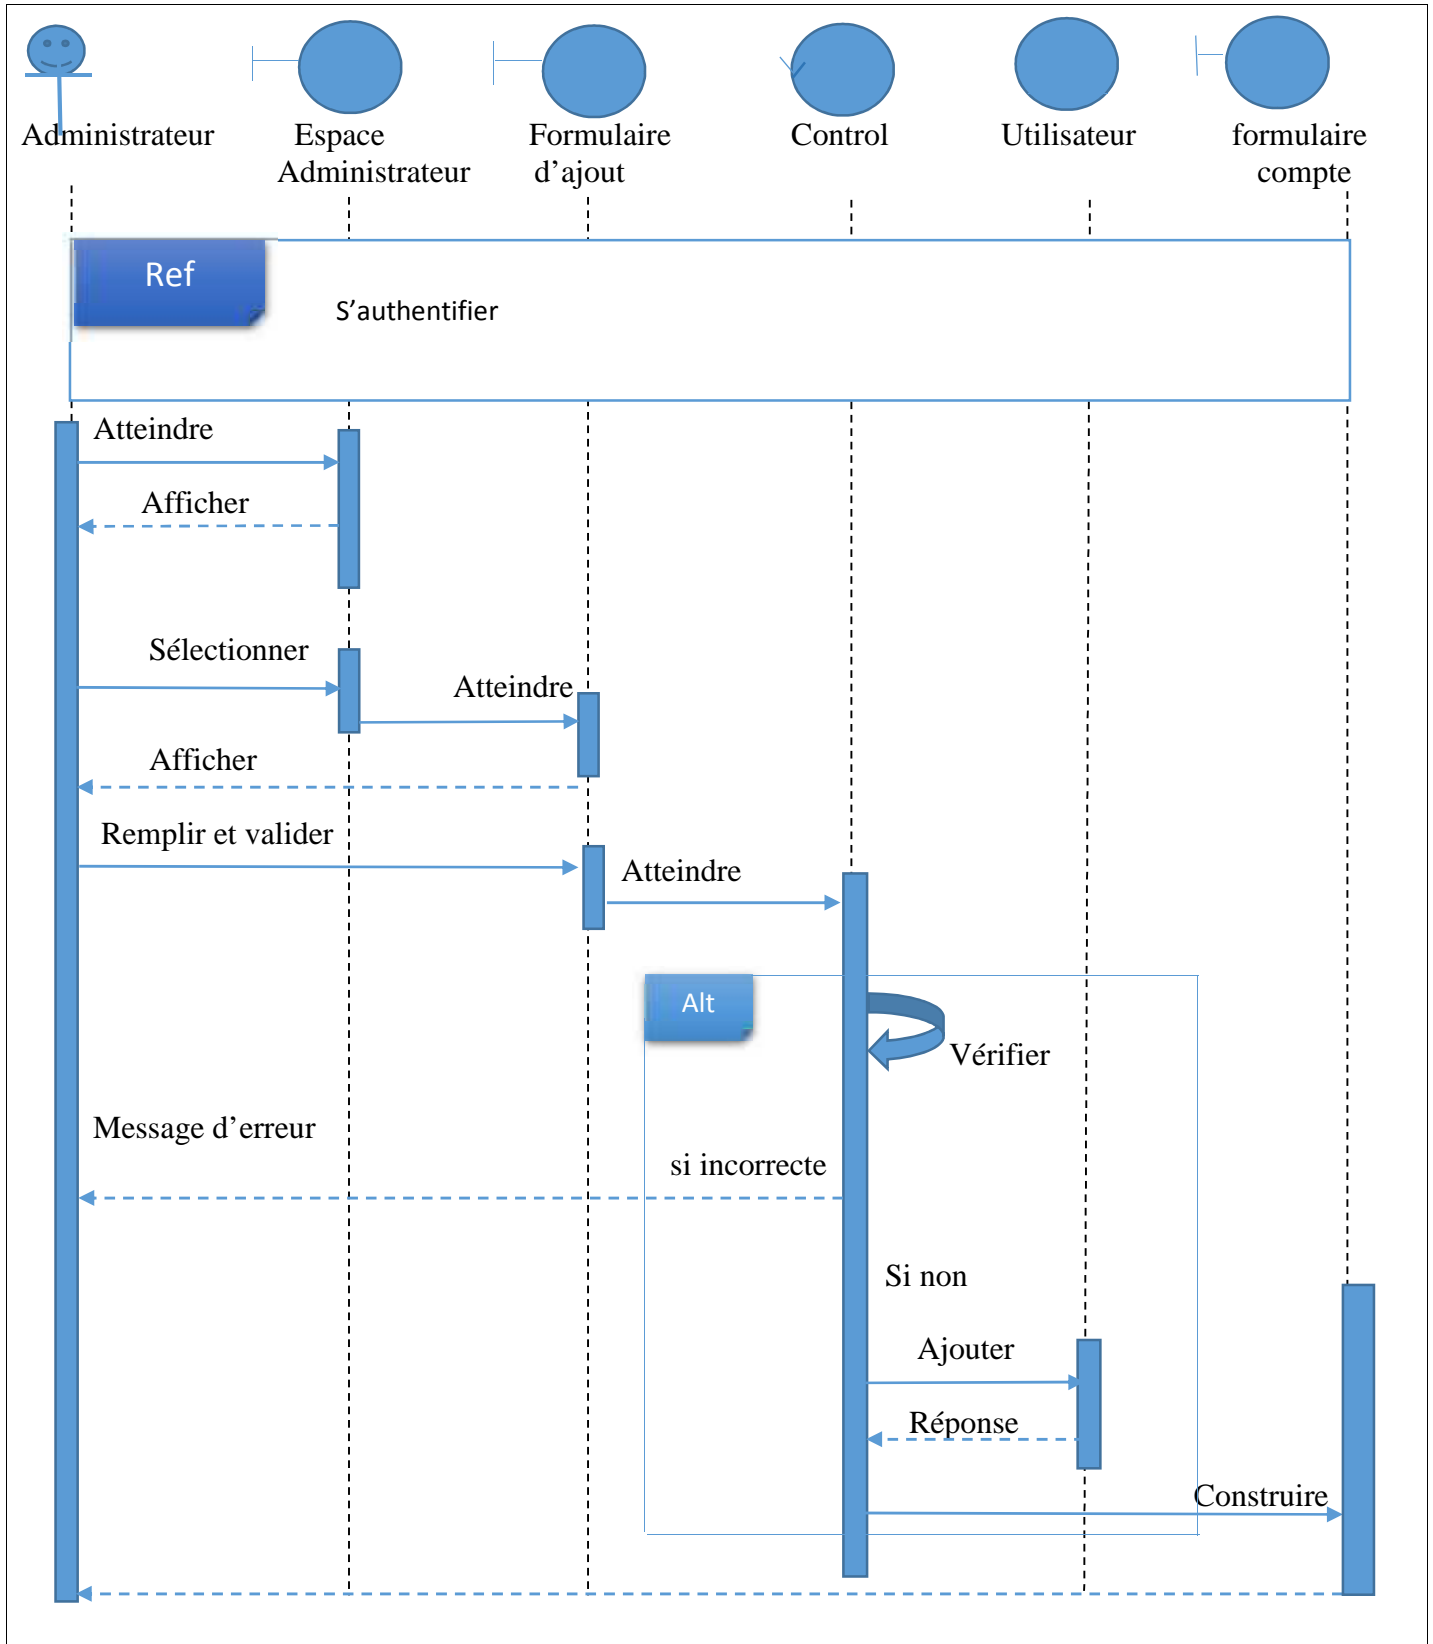 Administrateur
Espace
Administrateur
Formulaire
d’ajout
Control
Utilisateur
formulaire
compte
Ref
S’authentifier
Atteindre
Afficher
Sélectionner
Atteindre
Afficher
Remplir et valider
Atteindre
Alt
Vérifier
Message d’erreur
si incorrecte
Si non
Ajouter
Réponse
Construire